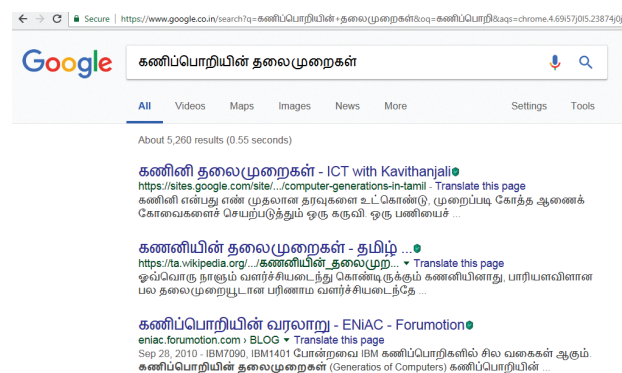 Secure | https://www.google.co.in/search?q=கணிப்பொறியின்+தலைமுறைகள்&oq=கணிப்பொறி&aqs=chrome.4.69i57j0l5.23874j0j
Google
கணிப்பொறியின் தலைமுறைகள்
All Videos Maps Images News More Settings Tools
About 5,260 results (0.55 seconds)
கணினி தலைமுறைகள் - ICT with Kavithanjali
https://sites.google.com/site/.../computer-generations-in-tamil - Translate this page
கணினி என்பது எண் முதலான தரவுகளை உட்கொண்டு, முறைப்படி கோத்த ஆணைக்
கோவைகளைச் செயற்படுத்தும் ஒரு கருவி. ஒரு பணியைச் ...
கணனியின் தலைமுறைகள் - தமிழ் ...
https://ta.wikipedia.org/.../கணனியின்_தலைமுற... Translate this page
ஒவ்வொரு நாளும் வளர்ச்சியடைந்து கொண்டிருக்கும் கணனியினாது, பாரியளவிளான
பல தலைமுறையூடான பரிணாம வளர்ச்சியடைந்தே ...
கணிப்பொறியின் வரலாறு - ENiAC - Forumotion
eniac.forumotion.com › BLOG Translate this page
Sep 28, 2010 - IBM7090, IBM1401 போன்றவை IBM கணிப்பொறிகளில் சில வகைகள் ஆகும்.
கணிப்பொறியின் தலைமுறைகள் (Generatios of Computers) கணிப்பொறியின் ...